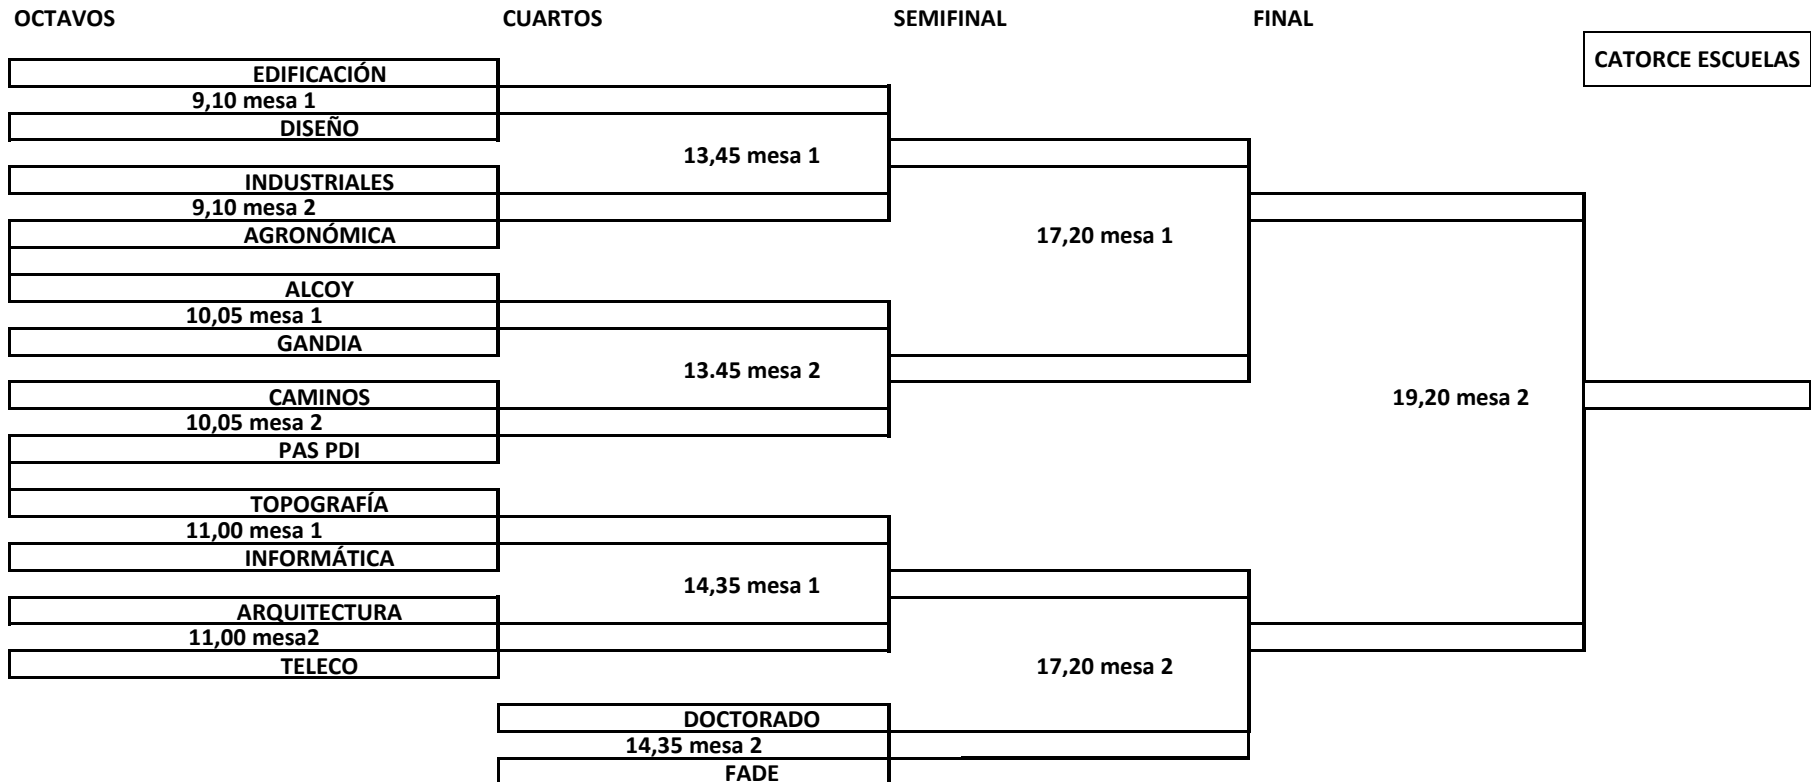 OCTAVOS CUARTOS SEMIFINAL FINAL
CATORCE ESCUELAS
EDIFICACIÓN
9,10 mesa 1
DISEÑO
13,45 mesa 1
INDUSTRIALES
9,10 mesa 2
AGRONÓMICA
17,20 mesa 1
ALCOY
10,05 mesa 1
GANDIA
13.45 mesa 2
CAMINOS
19,20 mesa 2
10,05 mesa 2
PAS PDI
TOPOGRAFÍA
11,00 mesa 1
INFORMÁTICA
14,35 mesa 1
ARQUITECTURA
11,00 mesa2
TELECO
17,20 mesa 2
DOCTORADO
14,35 mesa 2
FADE